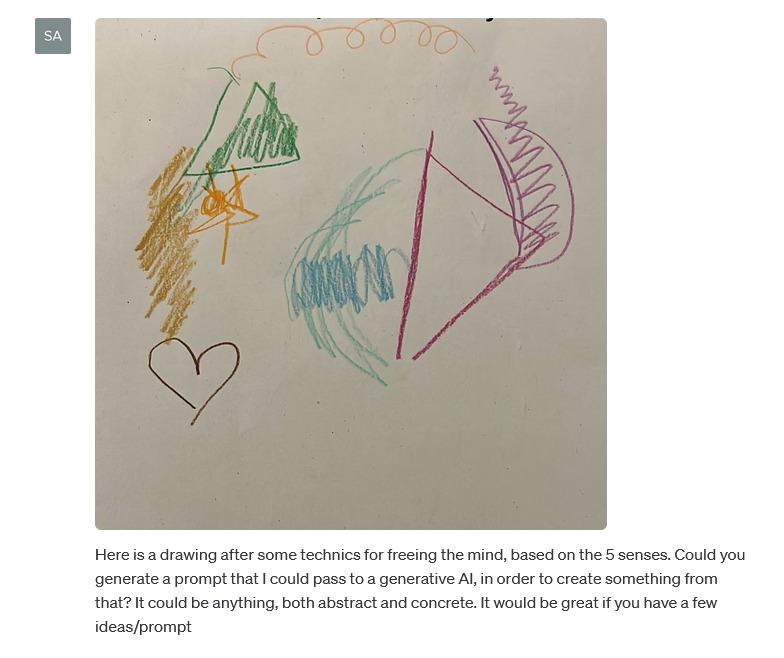 SA
Here is a drawing after some technics for freeing the mind, based on the 5 senses. Could you
generate a prompt that I could pass to a generative AI, in order to create something from
that? It could be anything, both abstract and concrete. It would be great if you have a few
ideas/prompt